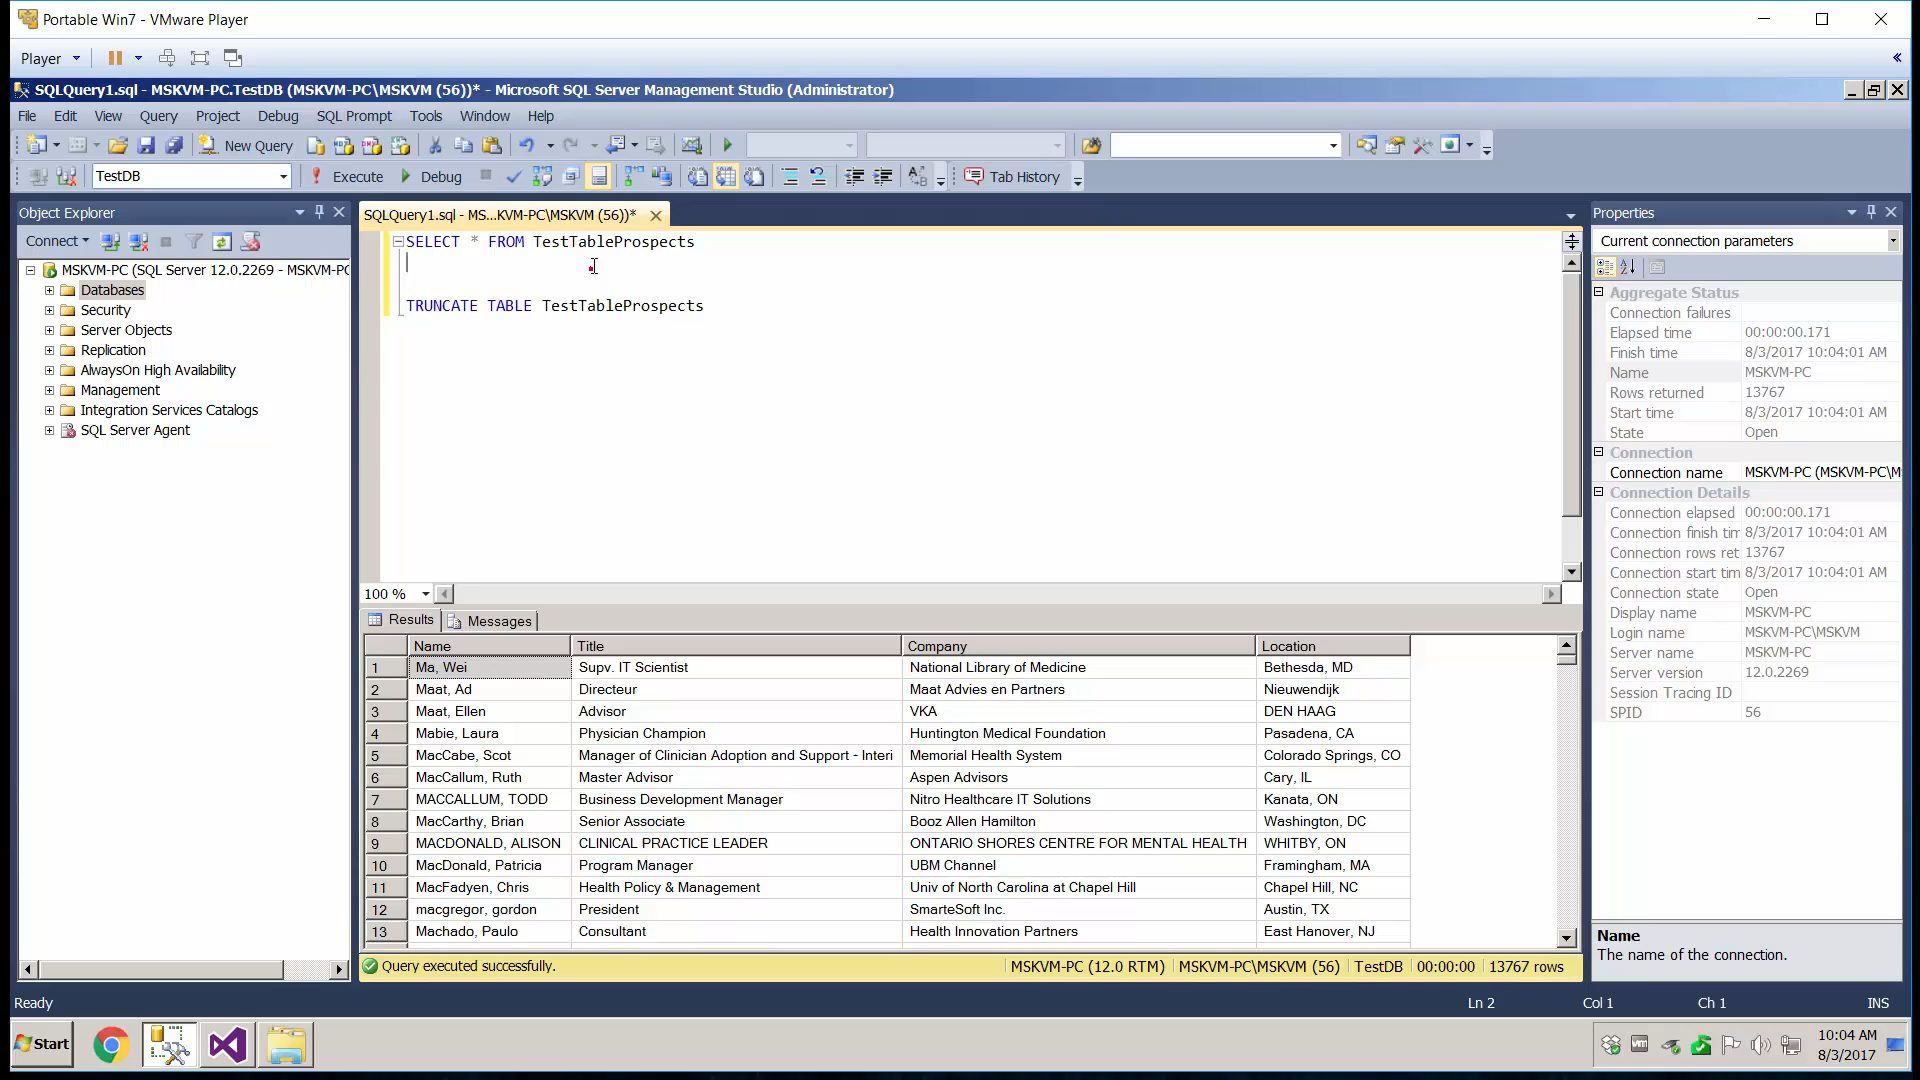 Portable Win7 - VMware Player
Player
SQLQuery1.sql - MSKVM-PC.TestDB (MSKVM-PC\MSKVM (56))* - Microsoft SQL Server Management Studio (Administrator)
File Edit View Query Project Debug SQL Prompt Tools Window Help
New Query
TestDB Execute Debug Tab History
Object Explorer
Connect
MSKVM-PC (SQL Server 12.0.2269 - MSKVM-PC
Databases
Security
Server Objects
Replication
AlwaysOn High Availability
Management
Integration Services Catalogs
SQL Server Agent
SQLQuery1.sql - MS...KVM-PC\MSKVM (56))*
SELECT * FROM TestTableProspects
TRUNCATE TABLE TestTableProspects
100 %
Results Messages
Name Title Company Location
1 Ma, Wei Supv. IT Scientist National Library of Medicine Bethesda, MD
2 Maat, Ad Directeur Maat Advies en Partners Nieuwendijk
3 Maat, Ellen Advisor VKA DEN HAAG
4 Mabie, Laura Physician Champion Huntington Medical Foundation Pasadena, CA
5 MacCabe, Scot Manager of Clinician Adoption and Support - Interi Memorial Health System Colorado Springs, CO
6 MacCallum, Ruth Master Advisor Aspen Advisors Cary, IL
7 MACCALLUM, TODD Business Development Manager Nitro Healthcare IT Solutions Kanata, ON
8 MacCarthy, Brian Senior Associate Booz Allen Hamilton Washington, DC
9 MACDONALD, ALISON CLINICAL PRACTICE LEADER ONTARIO SHORES CENTRE FOR MENTAL HEALTH WHITBY, ON
10 MacDonald, Patricia Program Manager UBM Channel Framingham, MA
11 MacFadyen, Chris Health Policy & Management Univ of North Carolina at Chapel Hill Chapel Hill, NC
12 macgregor, gordon President SmarteSoft Inc. Austin, TX
13 Machado, Paulo Consultant Health Innovation Partners East Hanover, NJ
Query executed successfully. MSKVM-PC (12.0 RTM) MSKVM-PC\MSKVM (56) TestDB 00:00:00 13767 rows
Properties
Current connection parameters
Aggregate Status
Connection failures
Elapsed time 00:00:00.171
Finish time 8/3/2017 10:04:01 AM
Name MSKVM-PC
Rows returned 13767
Start time 8/3/2017 10:04:01 AM
State Open
Connection
Connection name MSKVM-PC (MSKVM-PC\M
Connection Details
Connection elapsed 00:00:00.171
Connection finish tim 8/3/2017 10:04:01 AM
Connection rows ret 13767
Connection start tim 8/3/2017 10:04:01 AM
Connection state Open
Display name MSKVM-PC
Login name MSKVM-PC\MSKVM
Server name MSKVM-PC
Server version 12.0.2269
Session Tracing ID
SPID 56
Name
The name of the connection.
Ready Ln 2 Col 1 Ch 1 INS
Start
10:04 AM
8/3/2017